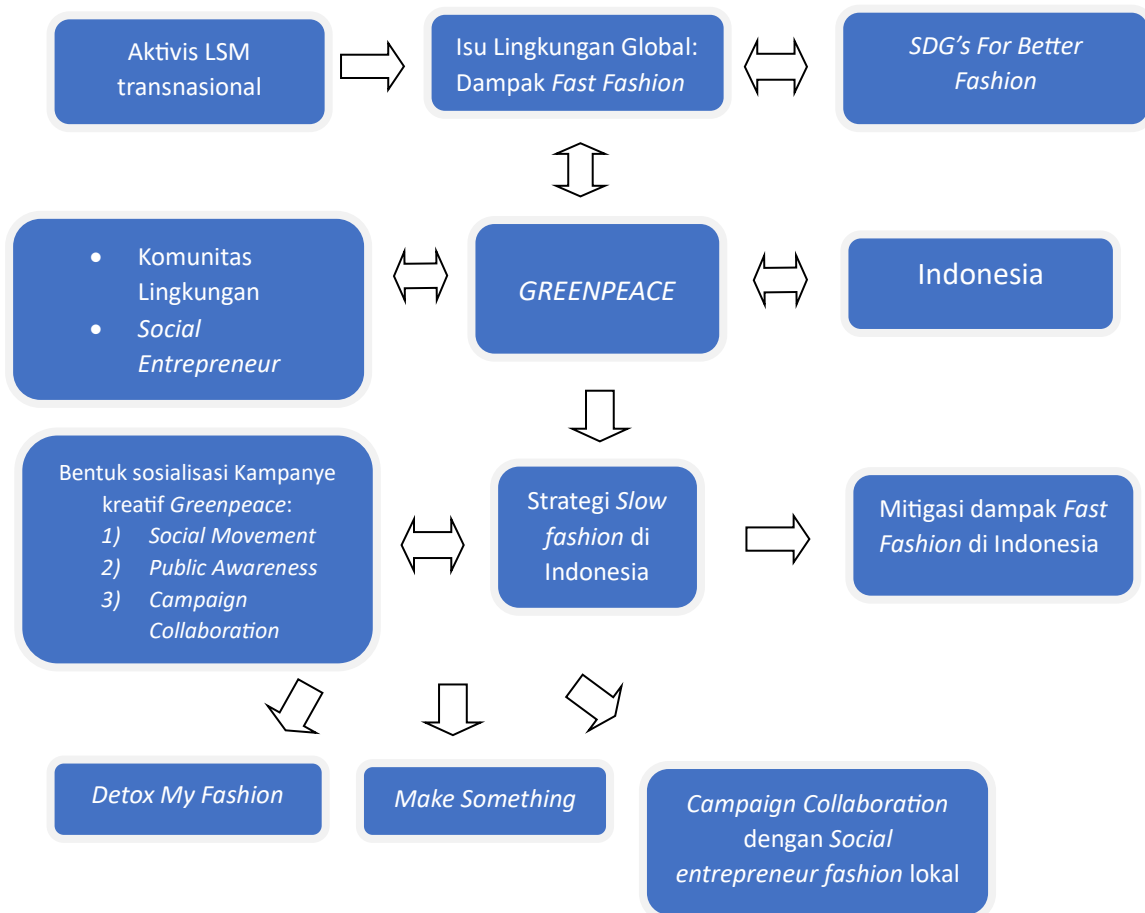 Aktivis LSM
transnasional
Isu Lingkungan Global:
Dampak Fast Fashion
SDG's For Better
Fashion
• Komunitas
Lingkungan
• Social
Entrepreneur
GREENPEACE
Indonesia
Bentuk sosialisasi Kampanye
kreatif Greenpeace:
1) Social Movement
2) Public Awareness
3) Campaign
Collaboration
Strategi Slow
fashion di
Indonesia
Mitigasi dampak Fast
Fashion di Indonesia
Detox My Fashion
Make Something
Campaign Collaboration
dengan Social
entrepreneur fashion lokal